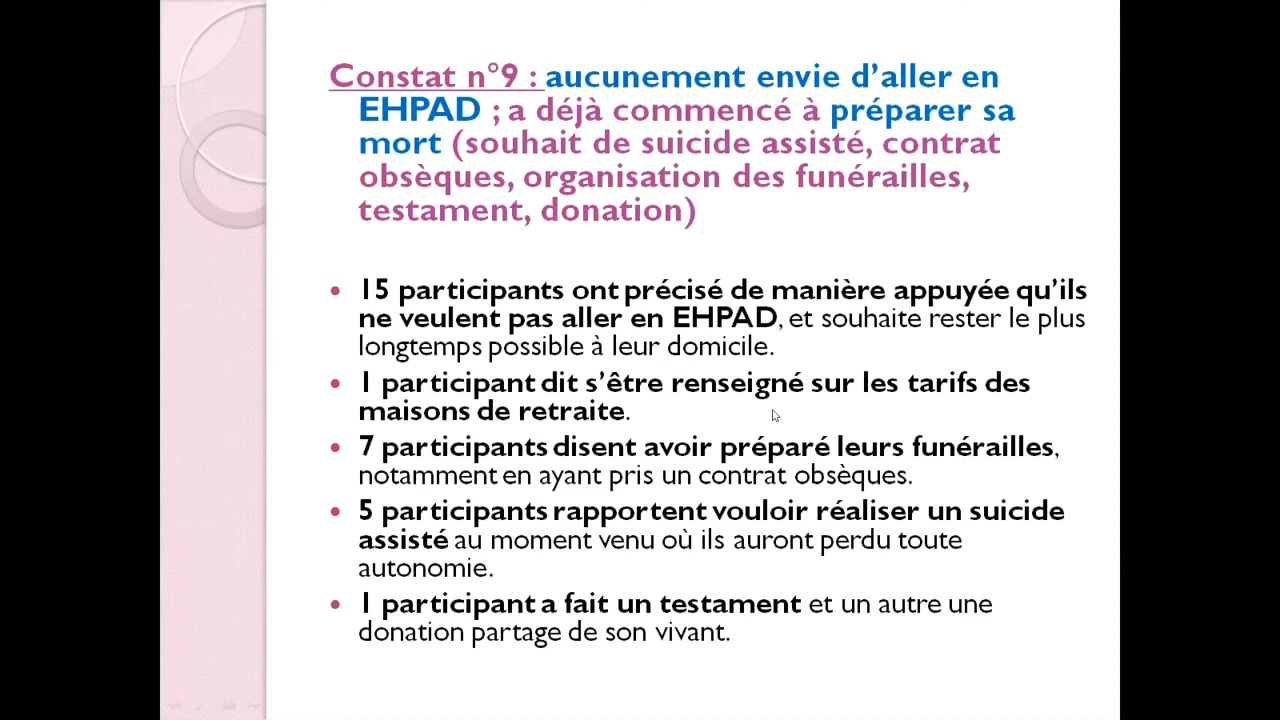 Constat n°9 : aucunement envie d’aller en
EHPAD ; a déjà commencé à préparer sa
mort (souhait de suicide assisté, contrat
obsèques, organisation des funérailles,
testament, donation)
• 15 participants ont précisé de manière appuyée qu’ils
ne veulent pas aller en EHPAD, et souhaite rester le plus
longtemps possible à leur domicile.
• 1 participant dit s’être renseigné sur les tarifs des
maisons de retraite.
• 7 participants disent avoir préparé leurs funérailles,
notamment en ayant pris un contrat obsèques.
• 5 participants rapportent vouloir réaliser un suicide
assisté au moment venu où ils auront perdu toute
autonomie.
• 1 participant a fait un testament et un autre une
donation partage de son vivant.